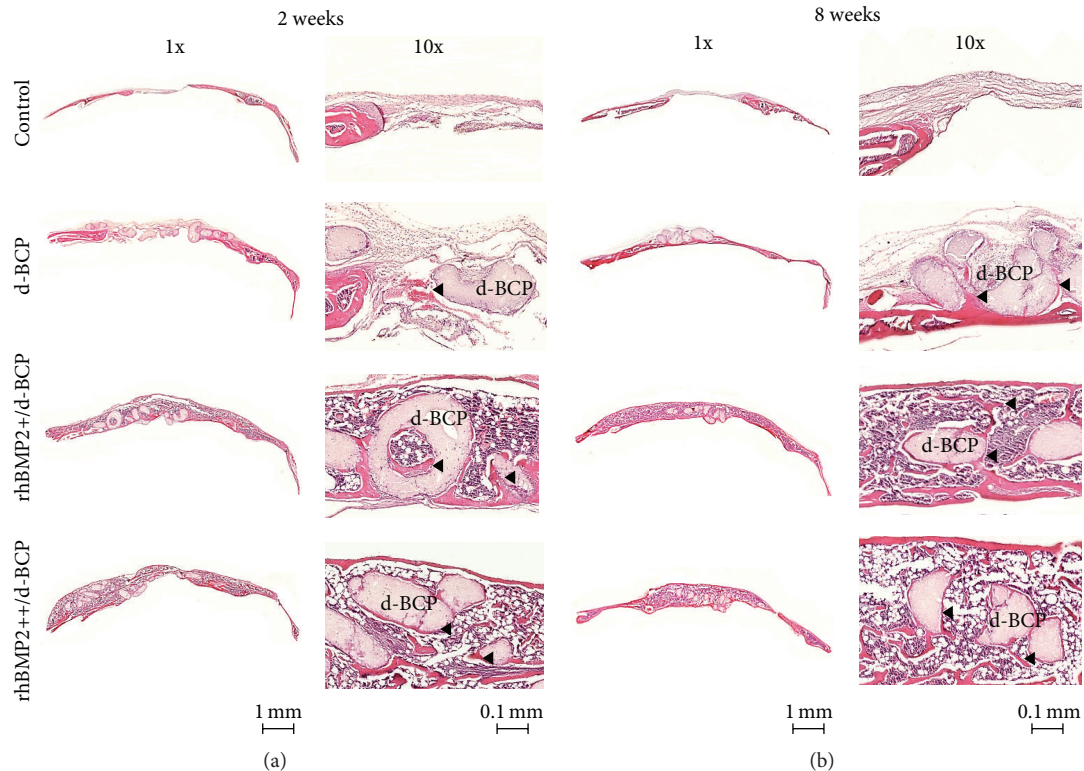 2 weeks
8 weeks
1x
10x
1x
10x
Control
d-BCP
d-BCP
d-BCP
rhBMP2+/d-BCP
d-BCP
d-BCP
rhBMP2++/d-BCP
d-BCP
d-BCP
1 mm
0.1 mm
1 mm
0.1 mm
(a)
(b)